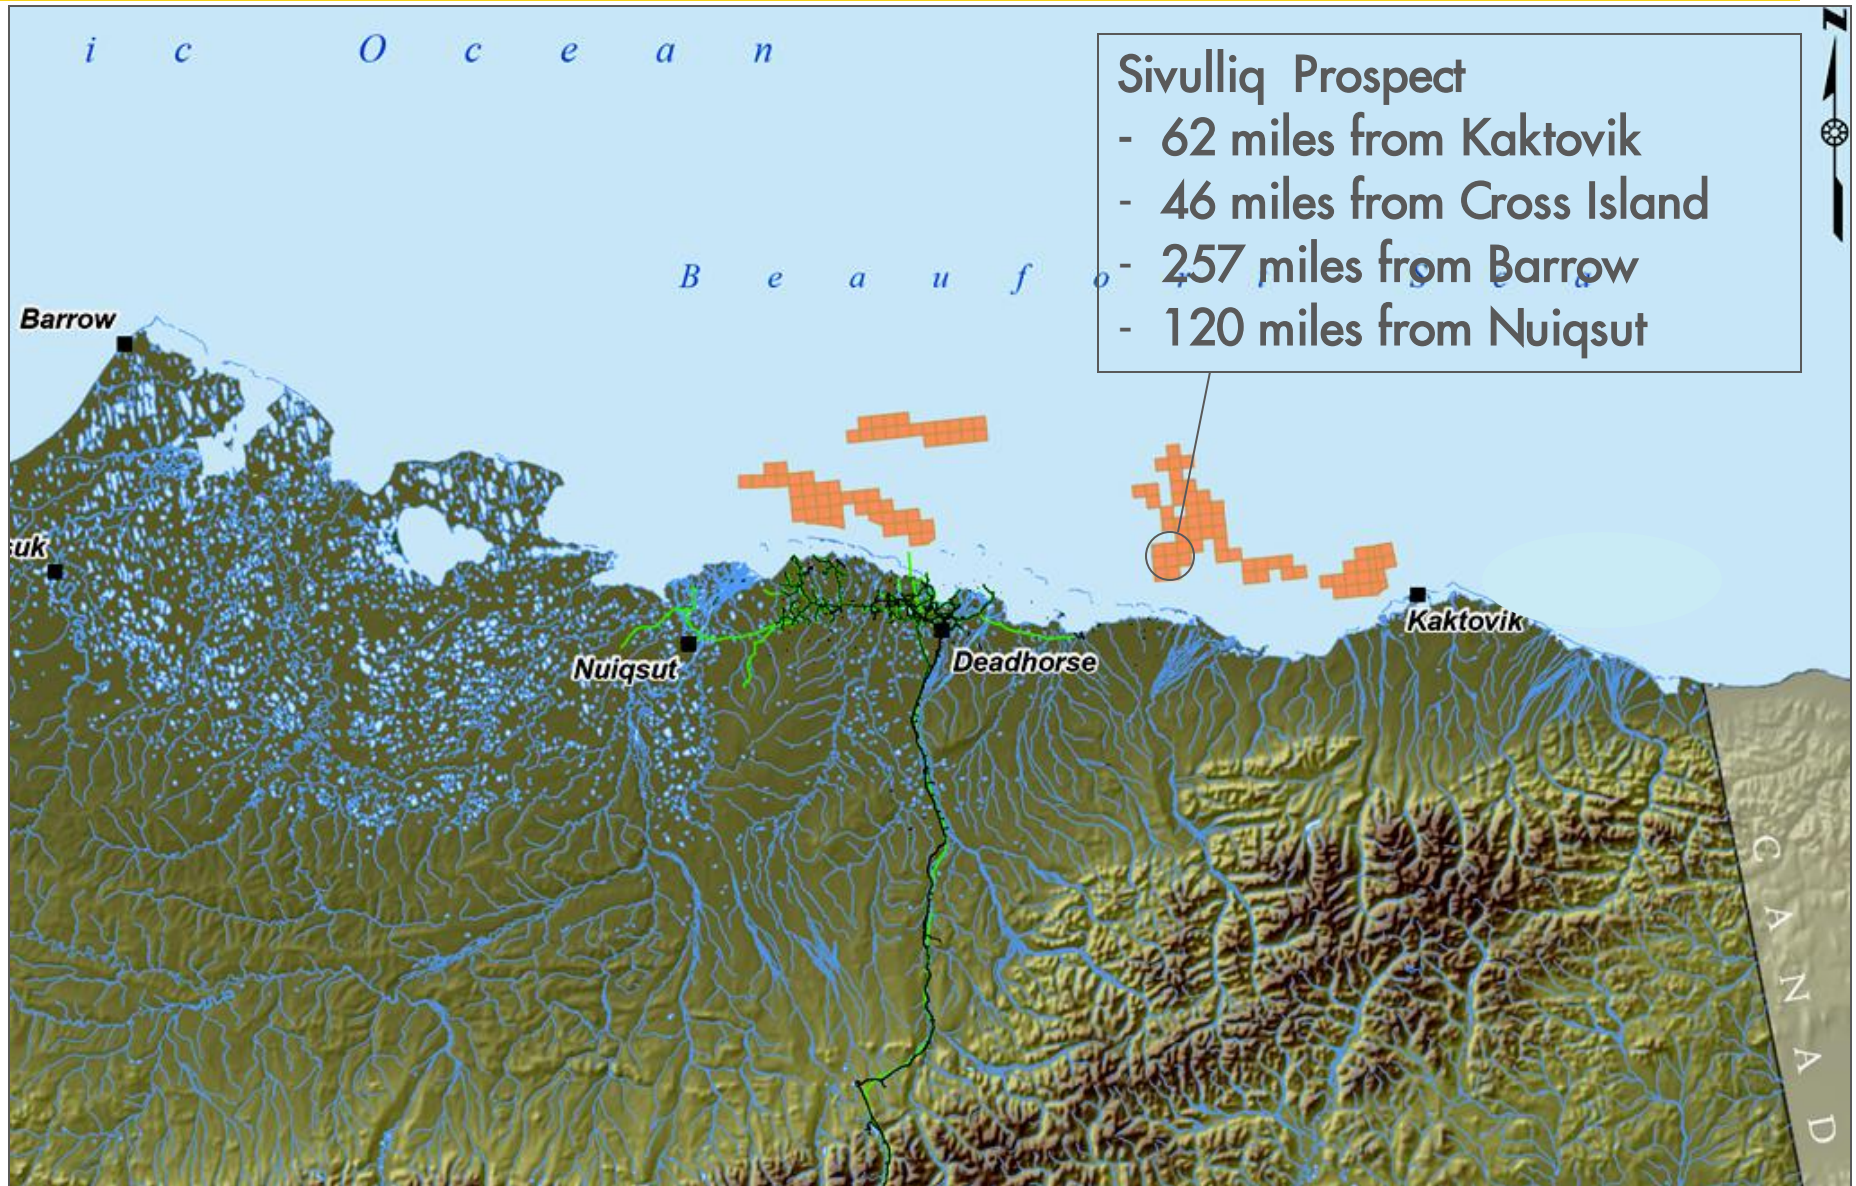 i c O c e a n
N
Sivulliq Prospect
- 62 miles from Kaktovik
- 46 miles from Cross Island
- 257 miles from Barrow
- 120 miles from Nuiqsut
B e a u f o r t S e a
Barrow
uk
Kaktovik
Nuiqsut
Deadhorse
C A N A D